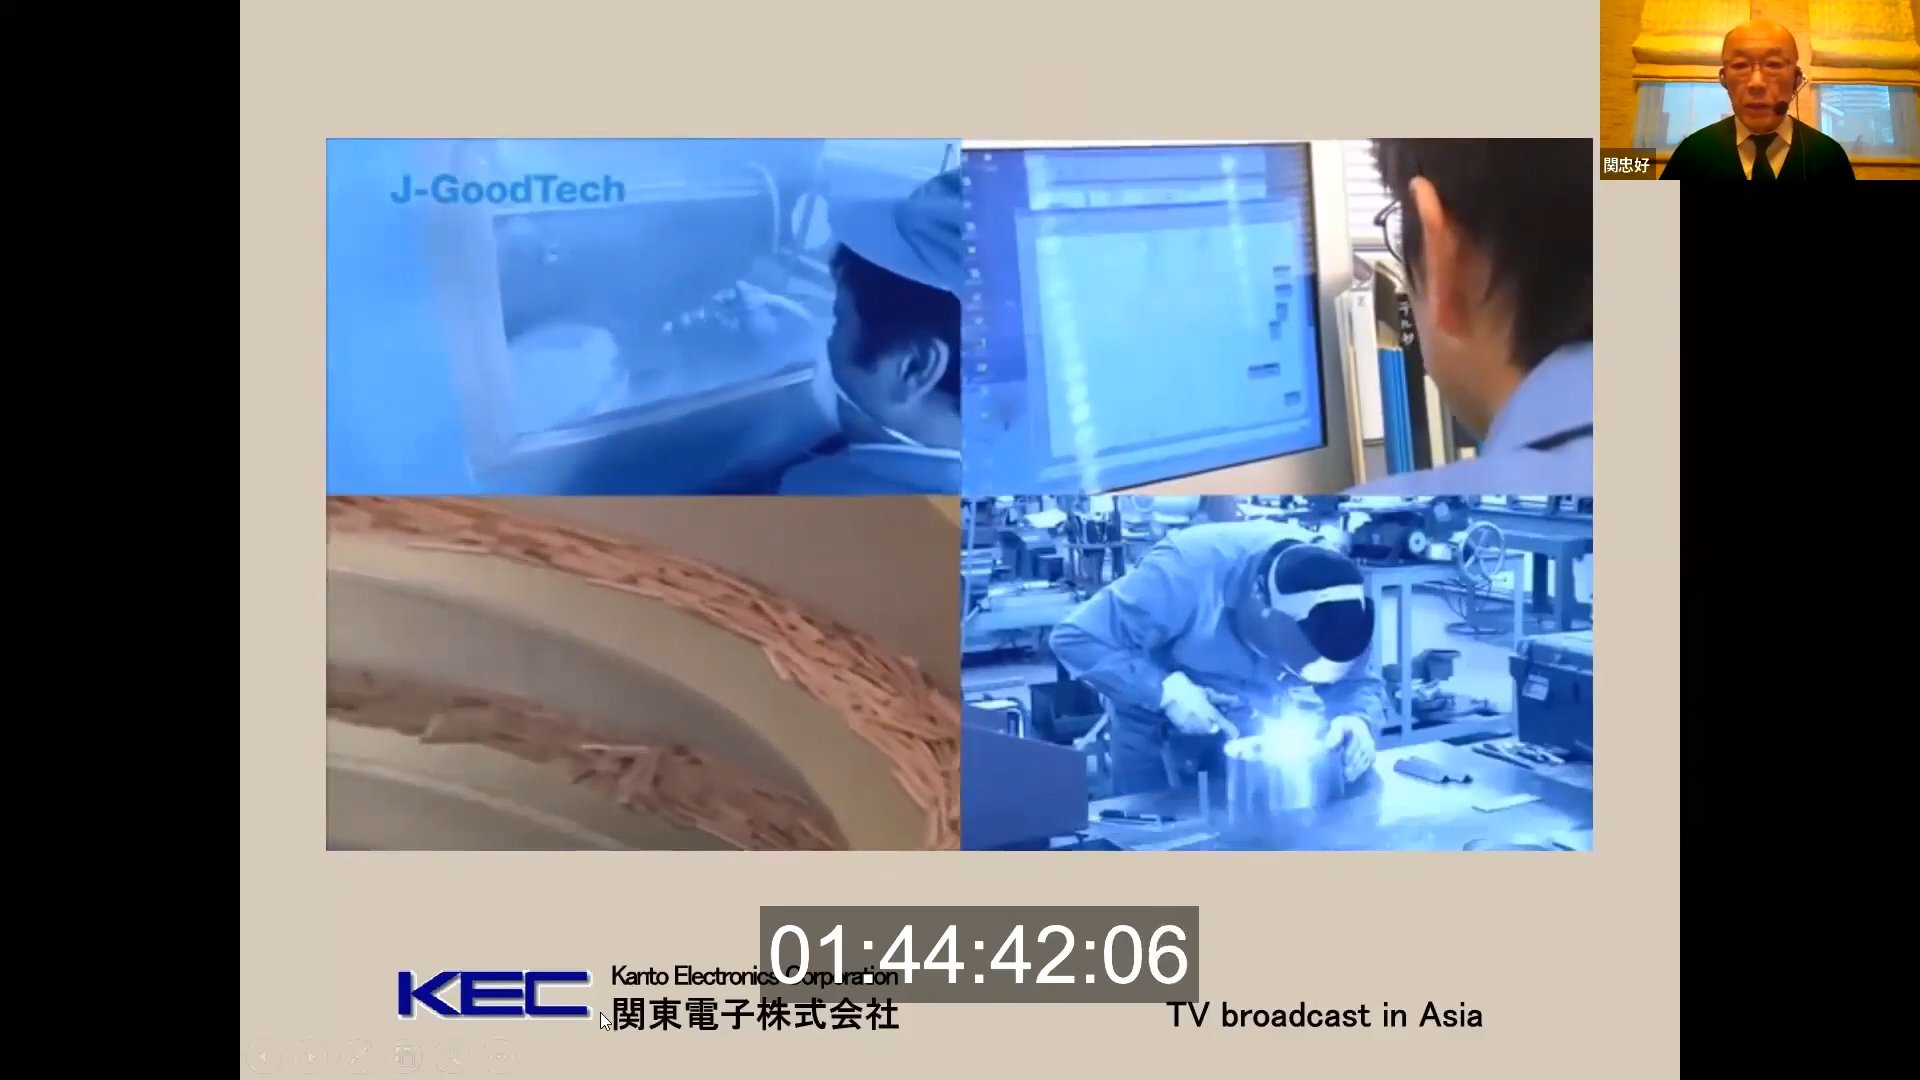 J-GoodTech
関忠好
01:44:42:06
KEC
Kanto Electronics Corporation
関東電子株式会社
TV broadcast in Asia